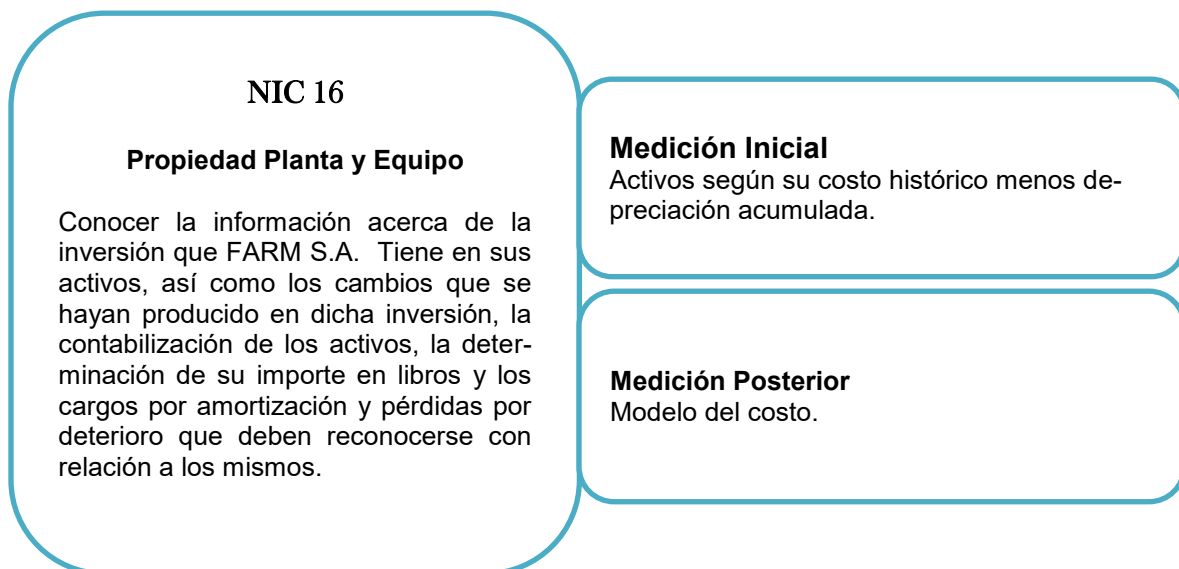 NIC 16
Propiedad Planta y Equipo
Conocer la información acerca de la
inversión que FARM S.A. Tiene en sus
activos, así como los cambios que se
hayan producido en dicha inversión, la
contabilización de los activos, la deter-
minación de su importe en libros y los
cargos por amortización y pérdidas por
deterioro que deben reconocerse con
relación a los mismos.
Medición Inicial
Activos según su costo histórico menos de-
preciación acumulada.
Medición Posterior
Modelo del costo.